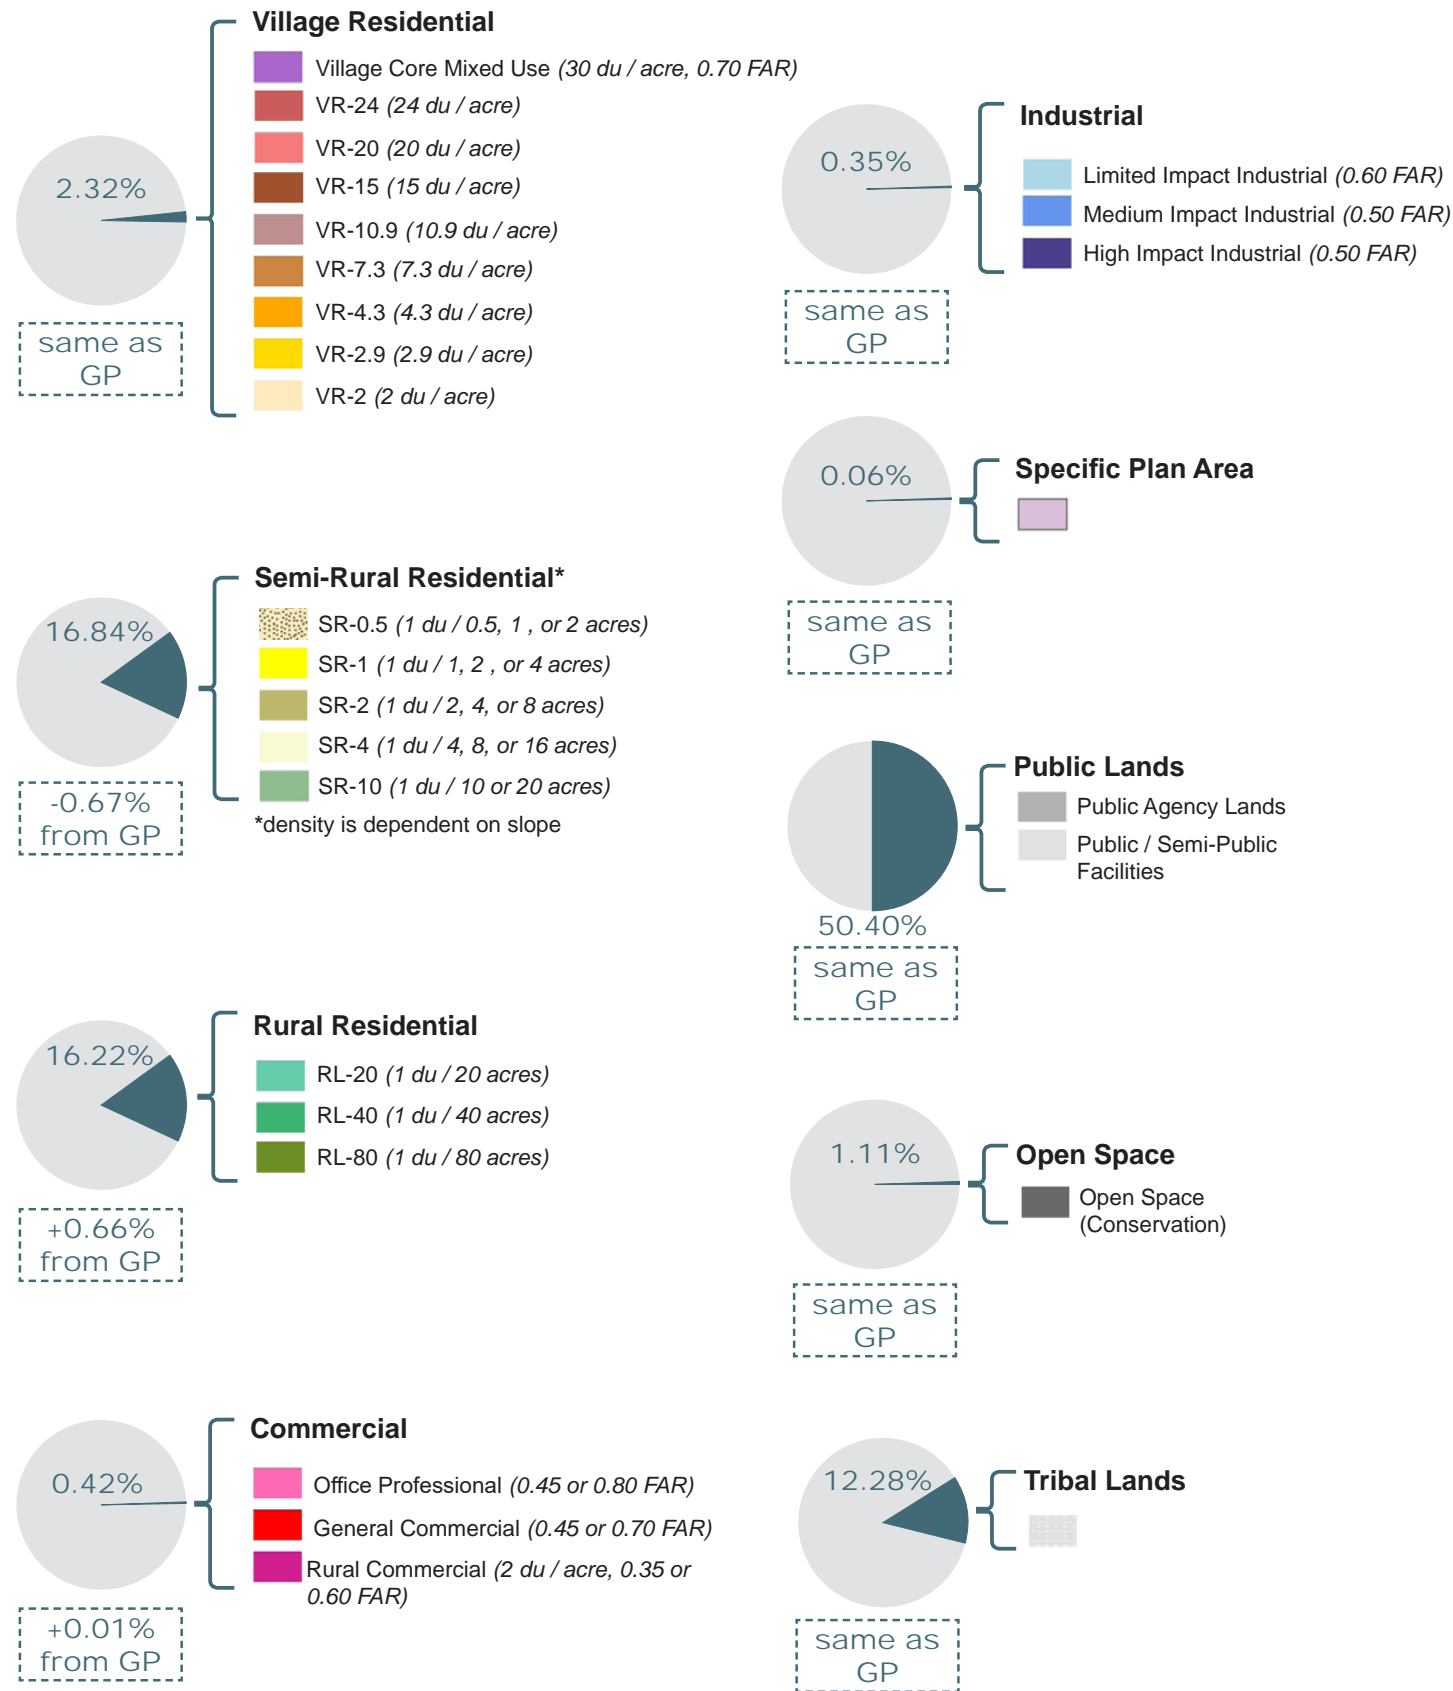 Village Residential
Village Core Mixed Use (30 du / acre, 0.70 FAR)
VR-24 (24 du / acre)
VR-20 (20 du / acre)
VR-15 (15 du / acre)
VR-10.9 (10.9 du / acre)
VR-7.3 (7.3 du / acre)
VR-4.3 (4.3 du / acre)
VR-2.9 (2.9 du / acre)
VR-2 (2 du / acre)
2.32%
same as
GP
Semi-Rural Residential*
SR-0.5 (1 du / 0.5, 1 , or 2 acres)
SR-1 (1 du / 1, 2 , or 4 acres)
SR-2 (1 du / 2, 4, or 8 acres)
SR-4 (1 du / 4, 8, or 16 acres)
SR-10 (1 du / 10 or 20 acres)
*density is dependent on slope
16.84%
-0.67%
from GP
Rural Residential
RL-20 (1 du / 20 acres)
RL-40 (1 du / 40 acres)
RL-80 (1 du / 80 acres)
16.22%
+0.66%
from GP
Commercial
Office Professional (0.45 or 0.80 FAR)
General Commercial (0.45 or 0.70 FAR)
Rural Commercial (2 du / acre, 0.35 or
0.60 FAR)
0.42%
+0.01%
from GP
Industrial
Limited Impact Industrial (0.60 FAR)
Medium Impact Industrial (0.50 FAR)
High Impact Industrial (0.50 FAR)
0.35%
same as
GP
Specific Plan Area
0.06%
same as
GP
Public Lands
Public Agency Lands
Public / Semi-Public
Facilities
50.40%
same as
GP
Open Space
Open Space
(Conservation)
1.11%
same as
GP
Tribal Lands
12.28%
same as
GP